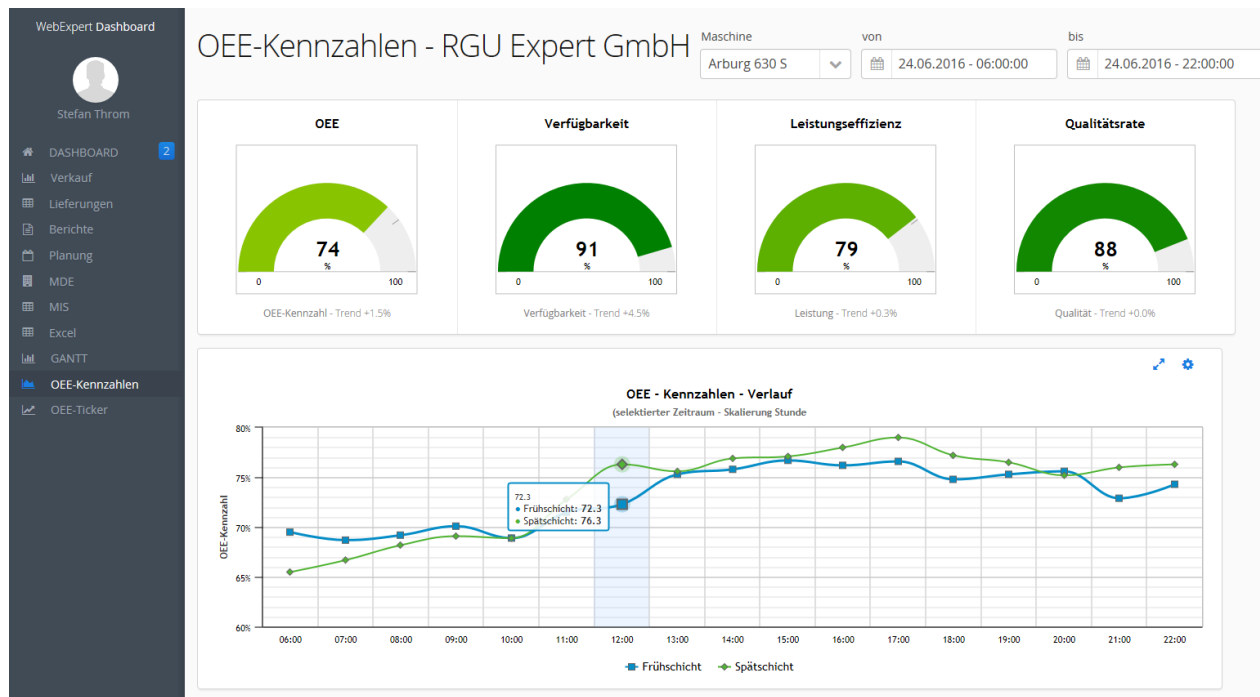 WebExpert Dashboard
Stefan Throm
DASHBOARD 2
Verkauf
Lieferungen
Berichte
Planung
MDE
MIS
Excel
GANTT
OEE-Kennzahlen
OEE-Ticker
OEE-Kennzahlen - RGU Expert GmbH
Maschine
Arburg 630 S
von
24.06.2016 - 06:00:00
bis
24.06.2016 - 22:00:00
OEE
74
%
0 100
OEE-Kennzahl - Trend +1.5%
Verfügbarkeit
91
%
0 100
Verfügbarkeit - Trend +4.5%
Leistungseffizienz
79
%
0 100
Leistung - Trend +0.3%
Qualitätsrate
88
%
0 100
Qualität - Trend +0.0%
OEE - Kennzahlen - Verlauf
(selektierter Zeitraum - Skalierung Stunde
OEE-Kennzahl
80%
75%
70%
65%
60%
72.3
Frühschicht: 72.3
Spätschicht: 76.3
06:00 07:00 08:00 09:00 10:00 11:00 12:00 13:00 14:00 15:00 16:00 17:00 18:00 19:00 20:00 21:00 22:00
Frühschicht Spätschicht